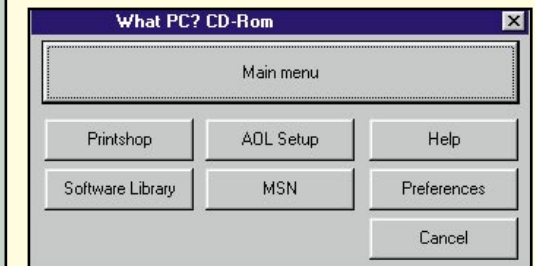 What PC? CD-Rom
Main menu
Printshop AOL Setup Help
Software Library MSN Preferences
Cancel